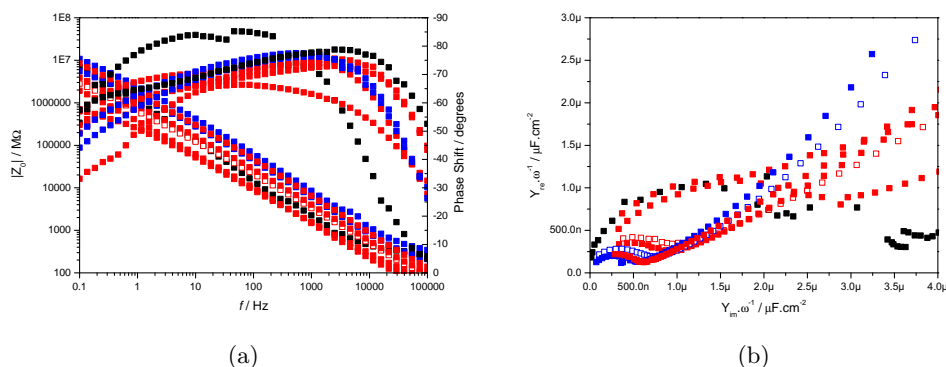 1E8
1E7
1000000
100000
10000
1000
100
|Z₀| / MΩ
0.1
1
10
100
1000
10000
100000
f / Hz
-90
-80
-70
-60
-50
-40
-30
-20
-10
0
Phase Shift / degrees
(a)
3.0µ
2.5µ
2.0µ
1.5µ
1.0µ
500.0n
0.0
Y_re.ω⁻¹ / µF.cm⁻²
0.0
500.0n
1.0µ
1.5µ
2.0µ
2.5µ
3.0µ
3.5µ
4.0µ
Y_im.ω⁻¹ / µF.cm⁻²
(b)